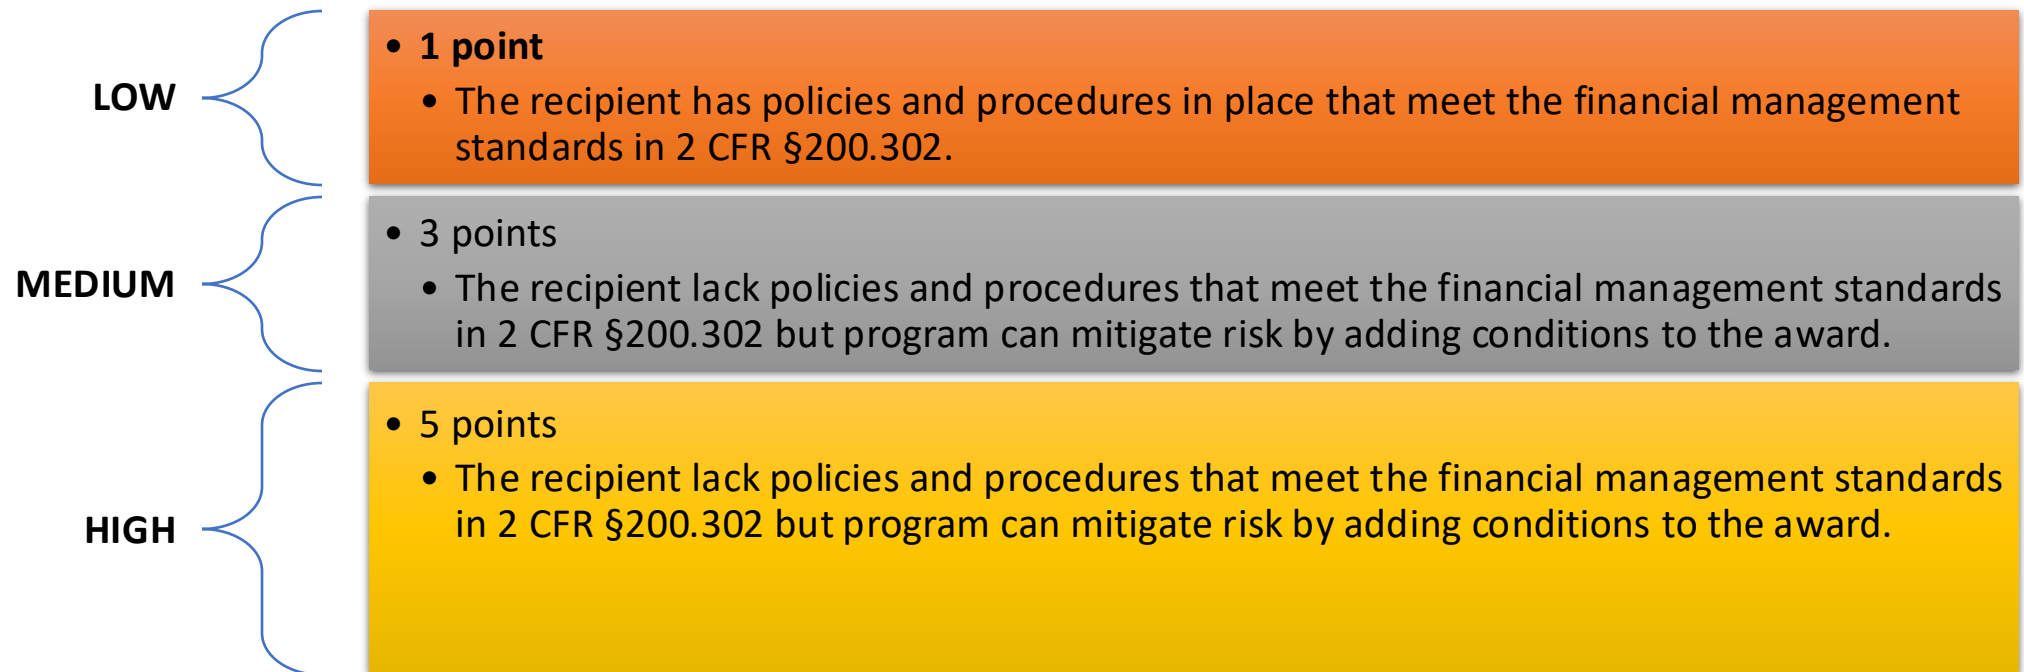 LOW
• 1 point
• The recipient has policies and procedures in place that meet the financial management
standards in 2 CFR §200.302.
MEDIUM
• 3 points
• The recipient lack policies and procedures that meet the financial management standards
in 2 CFR §200.302 but program can mitigate risk by adding conditions to the award.
HIGH
• 5 points
• The recipient lack policies and procedures that meet the financial management standards
in 2 CFR §200.302 but program can mitigate risk by adding conditions to the award.